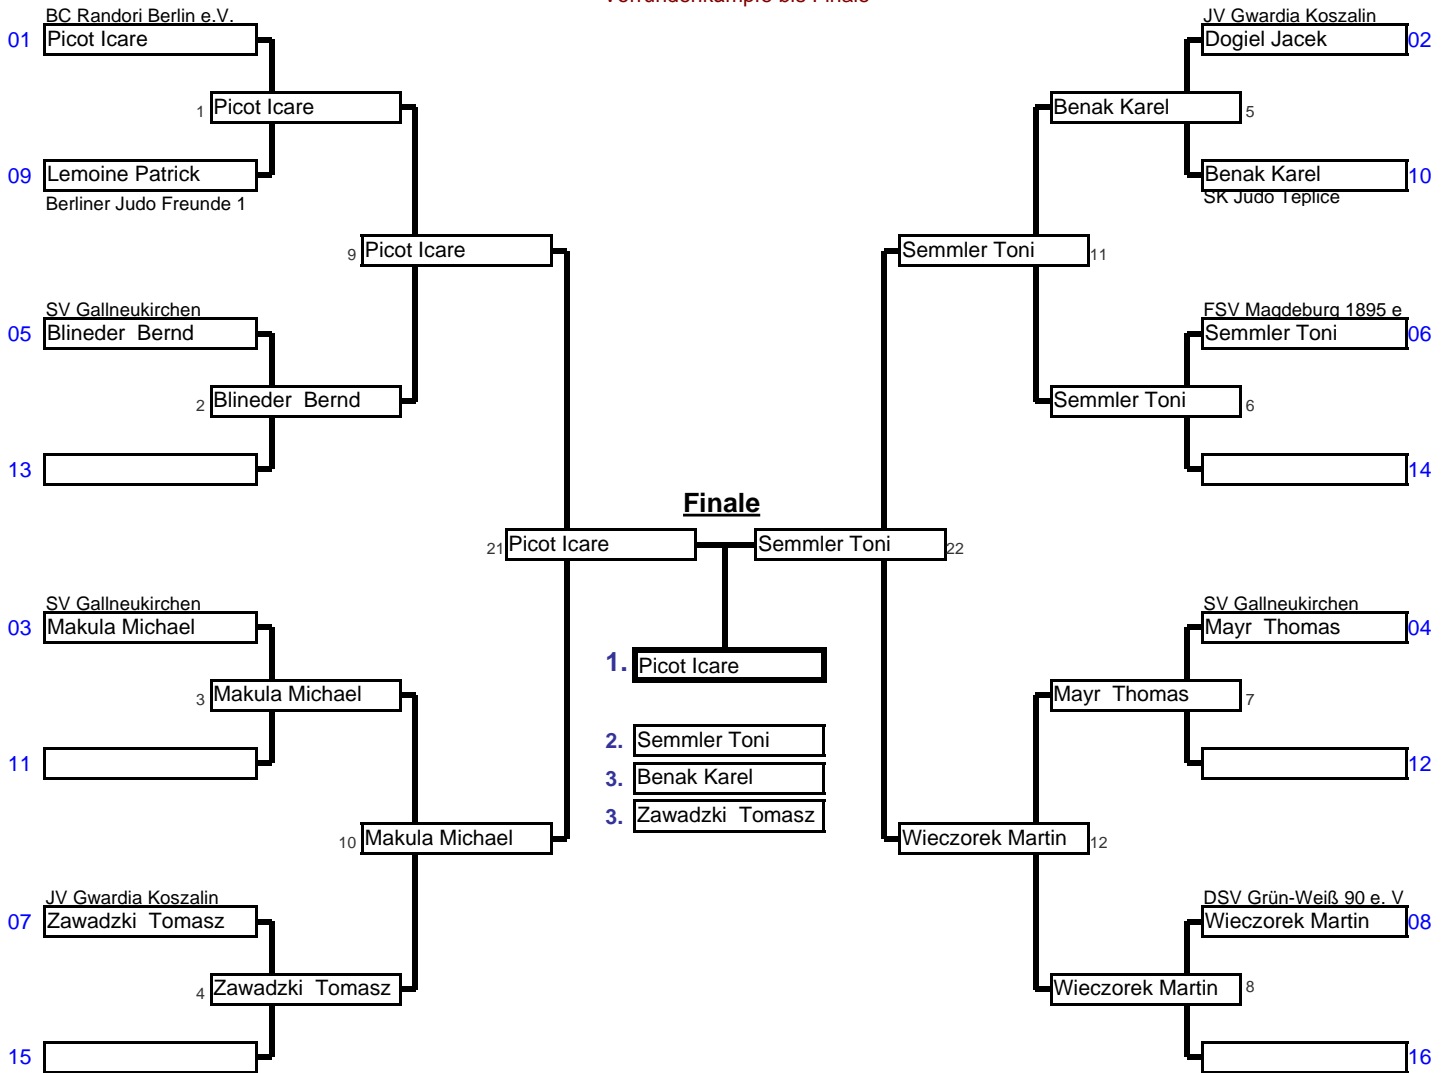 Vorrundenkämpfe bis Finale
BC Randori Berlin e.V.
01 Picot Icare
1 Picot Icare
09 Lemoine Patrick
Berliner Judo Freunde 1
9 Picot Icare
SV Gallneukirchen
05 Blineder Bernd
2 Blineder Bernd
13
21 Picot Icare
SV Gallneukirchen
03 Makula Michael
3 Makula Michael
11
10 Makula Michael
JV Gwardia Koszalin
07 Zawadzki Tomasz
4 Zawadzki Tomasz
15
Finale
1. Picot Icare
2. Semmler Toni
3. Benak Karel
3. Zawadzki Tomasz
JV Gwardia Koszalin
Dogiel Jacek 02
Benak Karel 5
Benak Karel 10
SK Judo Teplice
Semmler Toni 11
FSV Magdeburg 1895 e
Semmler Toni 06
Semmler Toni 6
14
Semmler Toni 22
SV Gallneukirchen
Mayr Thomas 04
Mayr Thomas 7
12
Wieczorek Martin 12
DSV Grün-Weiß 90 e. V
Wieczorek Martin 08
Wieczorek Martin 8
16